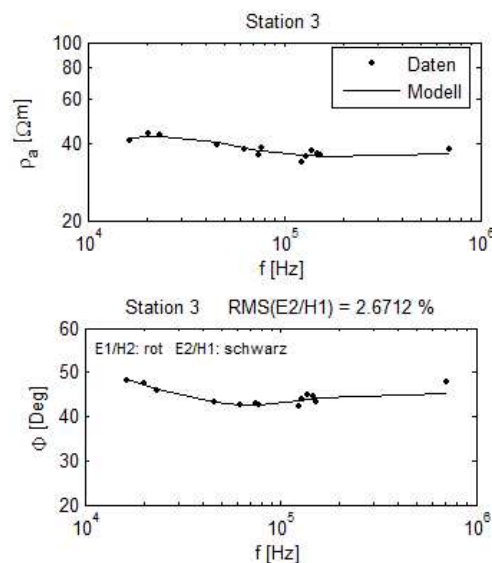 Station 3
100
80
60
40
20
ρa [Ωm]
Daten
Modell
10^4
10^5
10^6
f [Hz]
Station 3 RMS(E2/H1) = 2.6712 %
E1/H2: rot E2/H1: schwarz
60
50
40
30
20
Φ [Deg]
10^4
10^5
10^6
f [Hz]